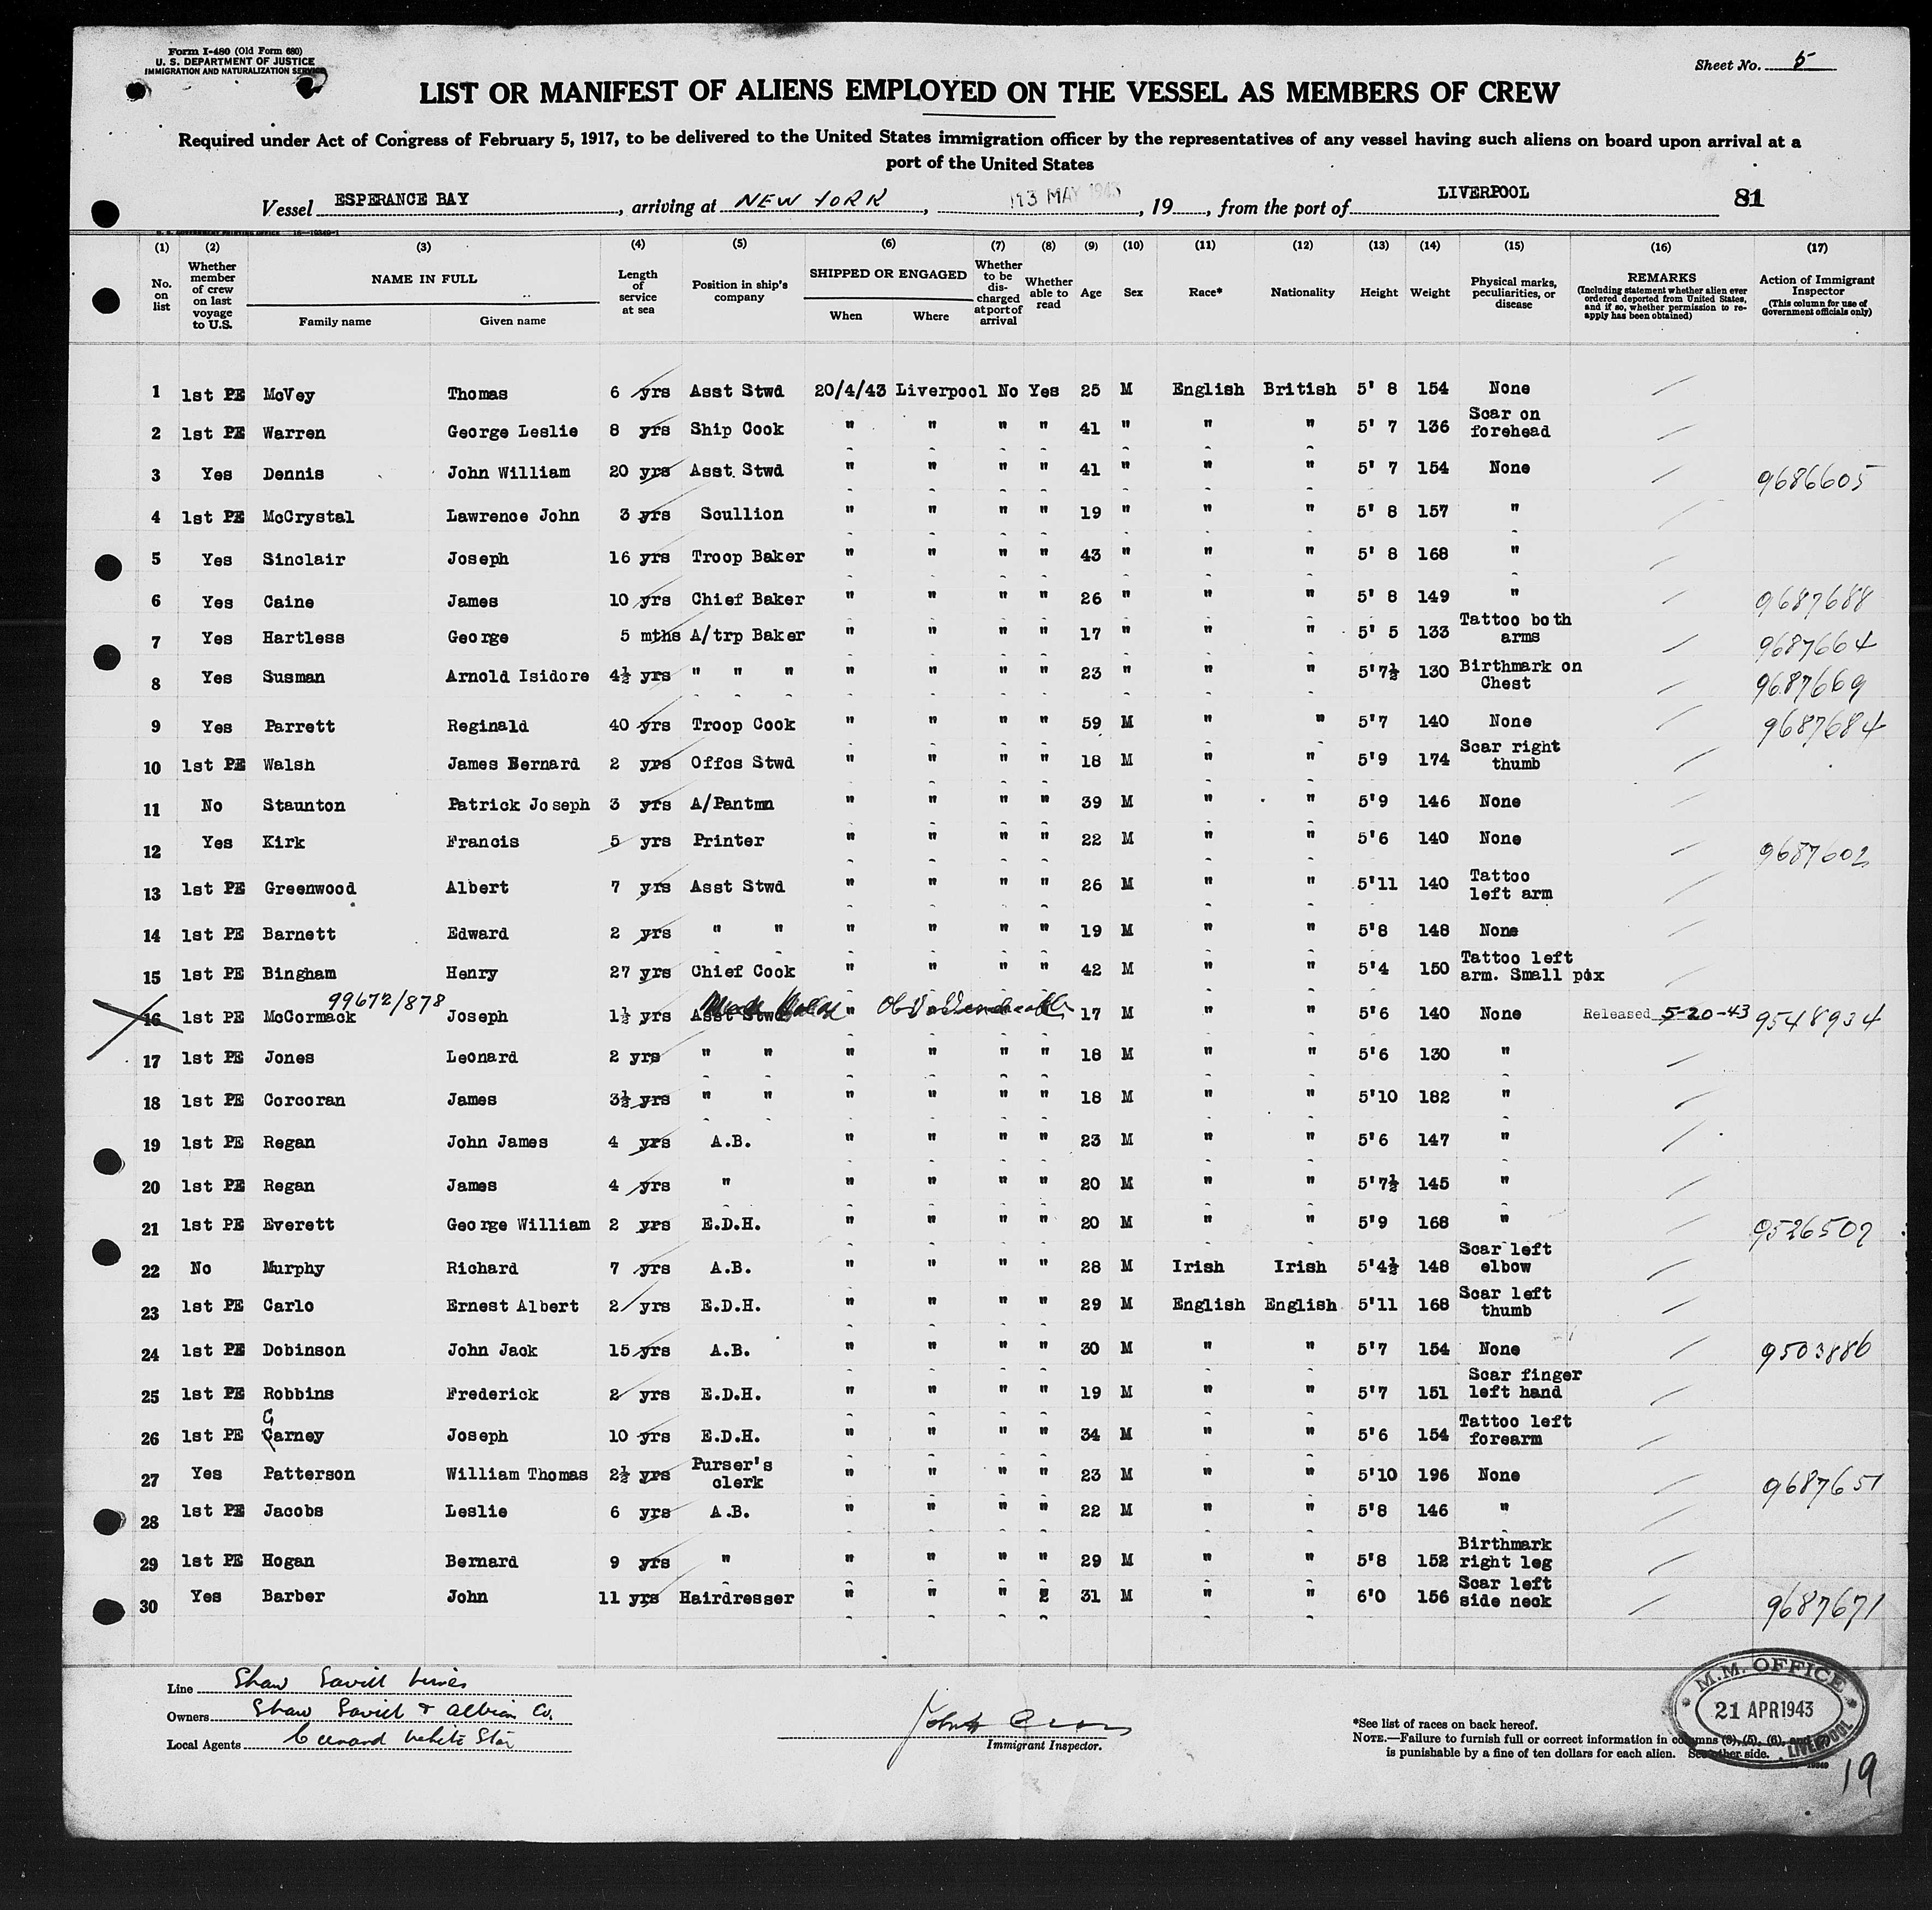 Form I-480 (Old Form 680)
U. S. DEPARTMENT OF JUSTICE
IMMIGRATION AND NATURALIZATION SERVICE
Sheet No. 5
LIST OR MANIFEST OF ALIENS EMPLOYED ON THE VESSEL AS MEMBERS OF CREW
Required under Act of Congress of February 5, 1917, to be delivered to the United States immigration officer by the representatives of any vessel having such aliens on board upon arrival at a
port of the United States
Vessel ESPERANCE BAY, arriving at NEW YORK, MAY 1943, 19, from the port of LIVERPOOL 81
(1) (2) (3) (4) (5) (6) (7) (8) (9) (10) (11) (12) (13) (14) (15) (16) (17)
No. on list
Whether member of crew on last voyage to U.S.
NAME IN FULL
Family name Given name
Length of service at sea
Position in ship's company
SHIPPED OR ENGAGED
When Where
Whether to be discharged at port of arrival
Whether able to read
Age Sex Race* Nationality Height Weight
Physical marks, peculiarities, or disease
REMARKS
(Including statement whether alien ever ordered deported from United States, and if so, whether permission to reapply has been obtained)
Action of Immigrant Inspector
(This column for use of Government officials only)
1 1st PE McVey Thomas 6 yrs Asst Stwd 20/4/43 Liverpool No Yes 25 M English British 5' 8 154 None
2 1st PE Warren George Leslie 8 yrs Ship Cook " " " " 41 " " " 5' 7 136 Scar on forehead
3 Yes Dennis John William 20 yrs Asst Stwd " " " " 41 " " " 5' 7 154 None 9686605
4 1st PE McCrystal Lawrence John 3 yrs Scullion " " " " 19 " " " 5' 8 157 "
5 Yes Sinclair Joseph 16 yrs Troop Baker " " " " 43 " " " 5' 8 168 "
6 Yes Caine James 10 yrs Chief Baker " " " " 26 " " " 5' 8 149 " 9687688
7 Yes Hartless George 5 mths A/trp Baker " " " " 17 " " " 5' 5 133 Tattoo both arms 9687664
8 Yes Susman Arnold Isidore 4½ yrs " " " " " " " 23 " " " 5'7½ 130 Birthmark on Chest 9687669
9 Yes Parrett Reginald 40 yrs Troop Cook " " " " 59 M " " 5'7 140 None 9687684
10 1st PE Walsh James Bernard 2 yrs Offcs Stwd " " " " 18 M " " 5'9 174 Scar right thumb
11 No Staunton Patrick Joseph 3 yrs A/Pantmn " " " " 39 M " " 5'9 146 None
12 Yes Kirk Francis 5 yrs Printer " " " " 22 M " " 5'6 140 None 9687602
13 1st PE Greenwood Albert 7 yrs Asst Stwd " " " " 26 M " " 5'11 140 Tattoo left arm
14 1st PE Barnett Edward 2 yrs " " " " " " 19 M " " 5'8 148 None
15 1st PE Bingham Henry 27 yrs Chief Cook " " " " 42 M " " 5'4 150 Tattoo left arm. Small pox
99672/878
16 1st PE McCormack Joseph 1½ yrs Asst Stwd " 17 M " " 5'6 140 None Released 5-20-43 9548934
17 1st PE Jones Leonard 2 yrs " " " " " " 18 M " " 5'6 130 "
18 1st PE Corcoran James 3½ yrs " " " " " " 18 M " " 5'10 182 "
19 1st PE Regan John James 4 yrs A.B. " " " " 23 M " " 5'6 147 "
20 1st PE Regan James 4 yrs " " " " " 20 M " " 5'7½ 145 "
21 1st PE Everett George William 2 yrs E.D.H. " " " " 20 M " " 5'9 168 " 9526502
22 No Murphy Richard 7 yrs A.B. " " " " 28 M Irish Irish 5'4½ 148 Scar left elbow
23 1st PE Carlo Ernest Albert 2 yrs E.D.H. " " " " 29 M English English 5'11 168 Scar left thumb
24 1st PE Dobinson John Jack 15 yrs A.B. " " " " 30 M " " 5'7 154 None 9503886
25 1st PE Robbins Frederick 2 yrs E.D.H. " " " " 19 M " " 5'7 151 Scar finger left hand
26 1st PE Garney Joseph 10 yrs E.D.H. " " " " 34 M " " 5'6 154 Tattoo left forearm
27 Yes Patterson William Thomas 2½ yrs Purser's clerk " " " " 23 M " " 5'10 196 None 9687651
28 1st PE Jacobs Leslie 6 yrs A.B. " " " " 22 M " " 5'8 146 "
29 1st PE Hogan Bernard 9 yrs " " " " " 29 M " " 5'8 152 Birthmark right leg
30 Yes Barber John 11 yrs Hairdresser " " " " 31 M " " 6'0 156 Scar left side neck 9687671
Line Shaw Savill Lines
Owners Shaw Savill & Albion Co.
Local Agents Cunard White Star
Immigrant Inspector.
*See list of races on back hereof.
NOTE.—Failure to furnish full or correct information in columns (3), (5), (6), and
is punishable by a fine of ten dollars for each alien. See other side.
M.M. OFFICE
21 APR 1943
LIVERPOOL
19